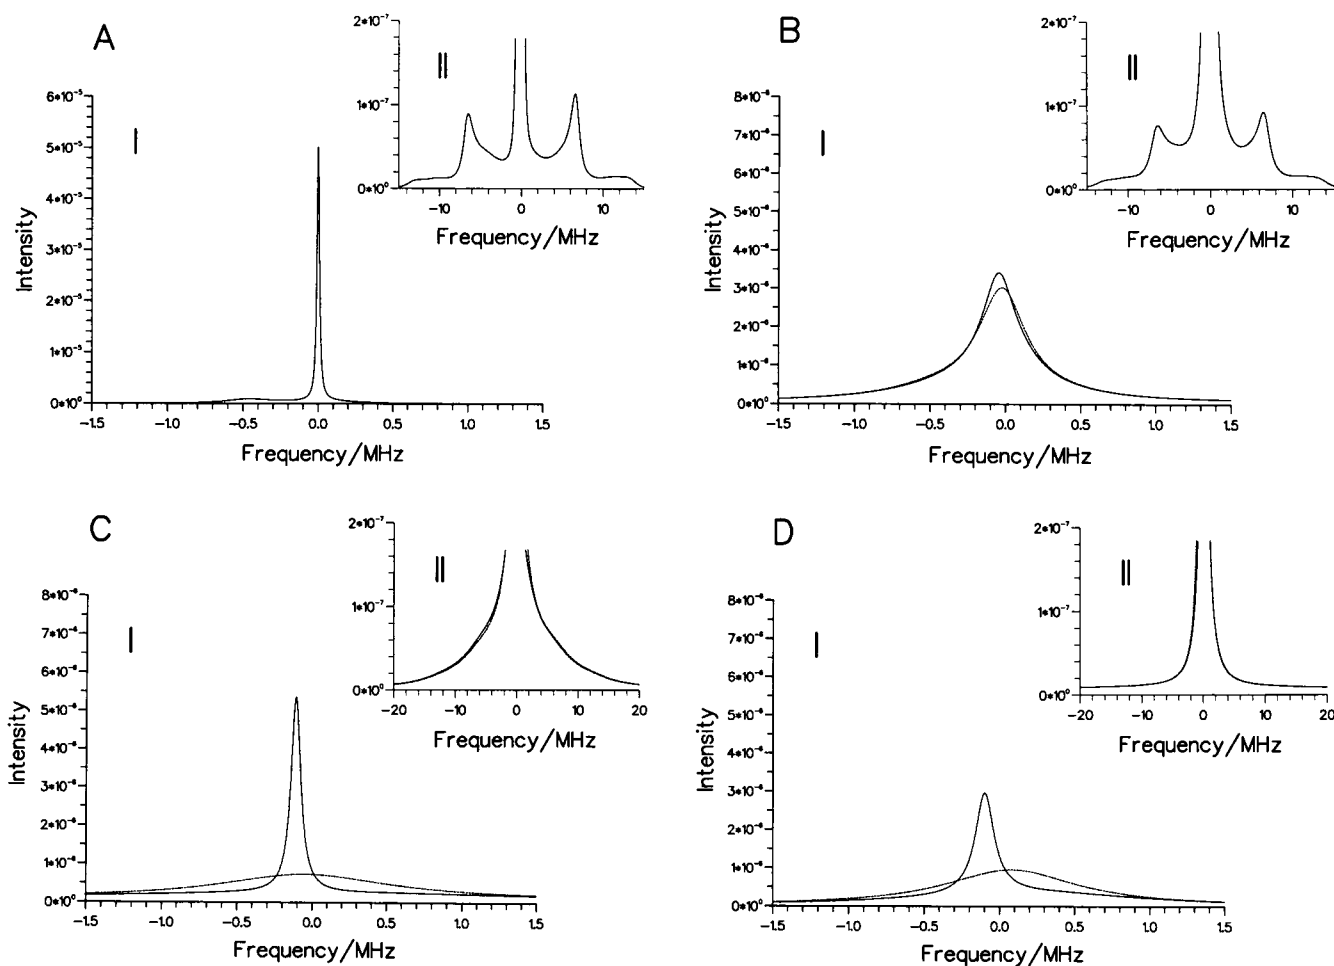 A
Intensity
6*10⁻⁵
5*10⁻⁵
4*10⁻⁵
3*10⁻⁵
2*10⁻⁵
1*10⁻⁵
0*10⁰
I
-1.5 -1.0 -0.5 0.0 0.5 1.0 1.5
Frequency/MHz
2*10⁻⁷
1*10⁻⁷
0*10⁰
II
-10 0 10
Frequency/MHz
B
Intensity
8*10⁻⁶
7*10⁻⁶
6*10⁻⁶
5*10⁻⁶
4*10⁻⁶
3*10⁻⁶
2*10⁻⁶
1*10⁻⁶
0*10⁰
I
-1.5 -1.0 -0.5 0.0 0.5 1.0 1.5
Frequency/MHz
2*10⁻⁷
1*10⁻⁷
0*10⁰
II
-10 0 10
Frequency/MHz
C
Intensity
8*10⁻⁶
7*10⁻⁶
6*10⁻⁶
5*10⁻⁶
4*10⁻⁶
3*10⁻⁶
2*10⁻⁶
1*10⁻⁶
0*10⁰
I
-1.5 -1.0 -0.5 0.0 0.5 1.0 1.5
Frequency/MHz
2*10⁻⁷
1*10⁻⁷
0*10⁰
II
-20 -10 0 10 20
Frequency/MHz
D
Intensity
8*10⁻⁶
7*10⁻⁶
6*10⁻⁶
5*10⁻⁶
4*10⁻⁶
3*10⁻⁶
2*10⁻⁶
1*10⁻⁶
0*10⁰
I
-1.5 -1.0 -0.5 0.0 0.5 1.0 1.5
Frequency/MHz
2*10⁻⁷
1*10⁻⁷
0*10⁰
II
-20 -10 0 10 20
Frequency/MHz